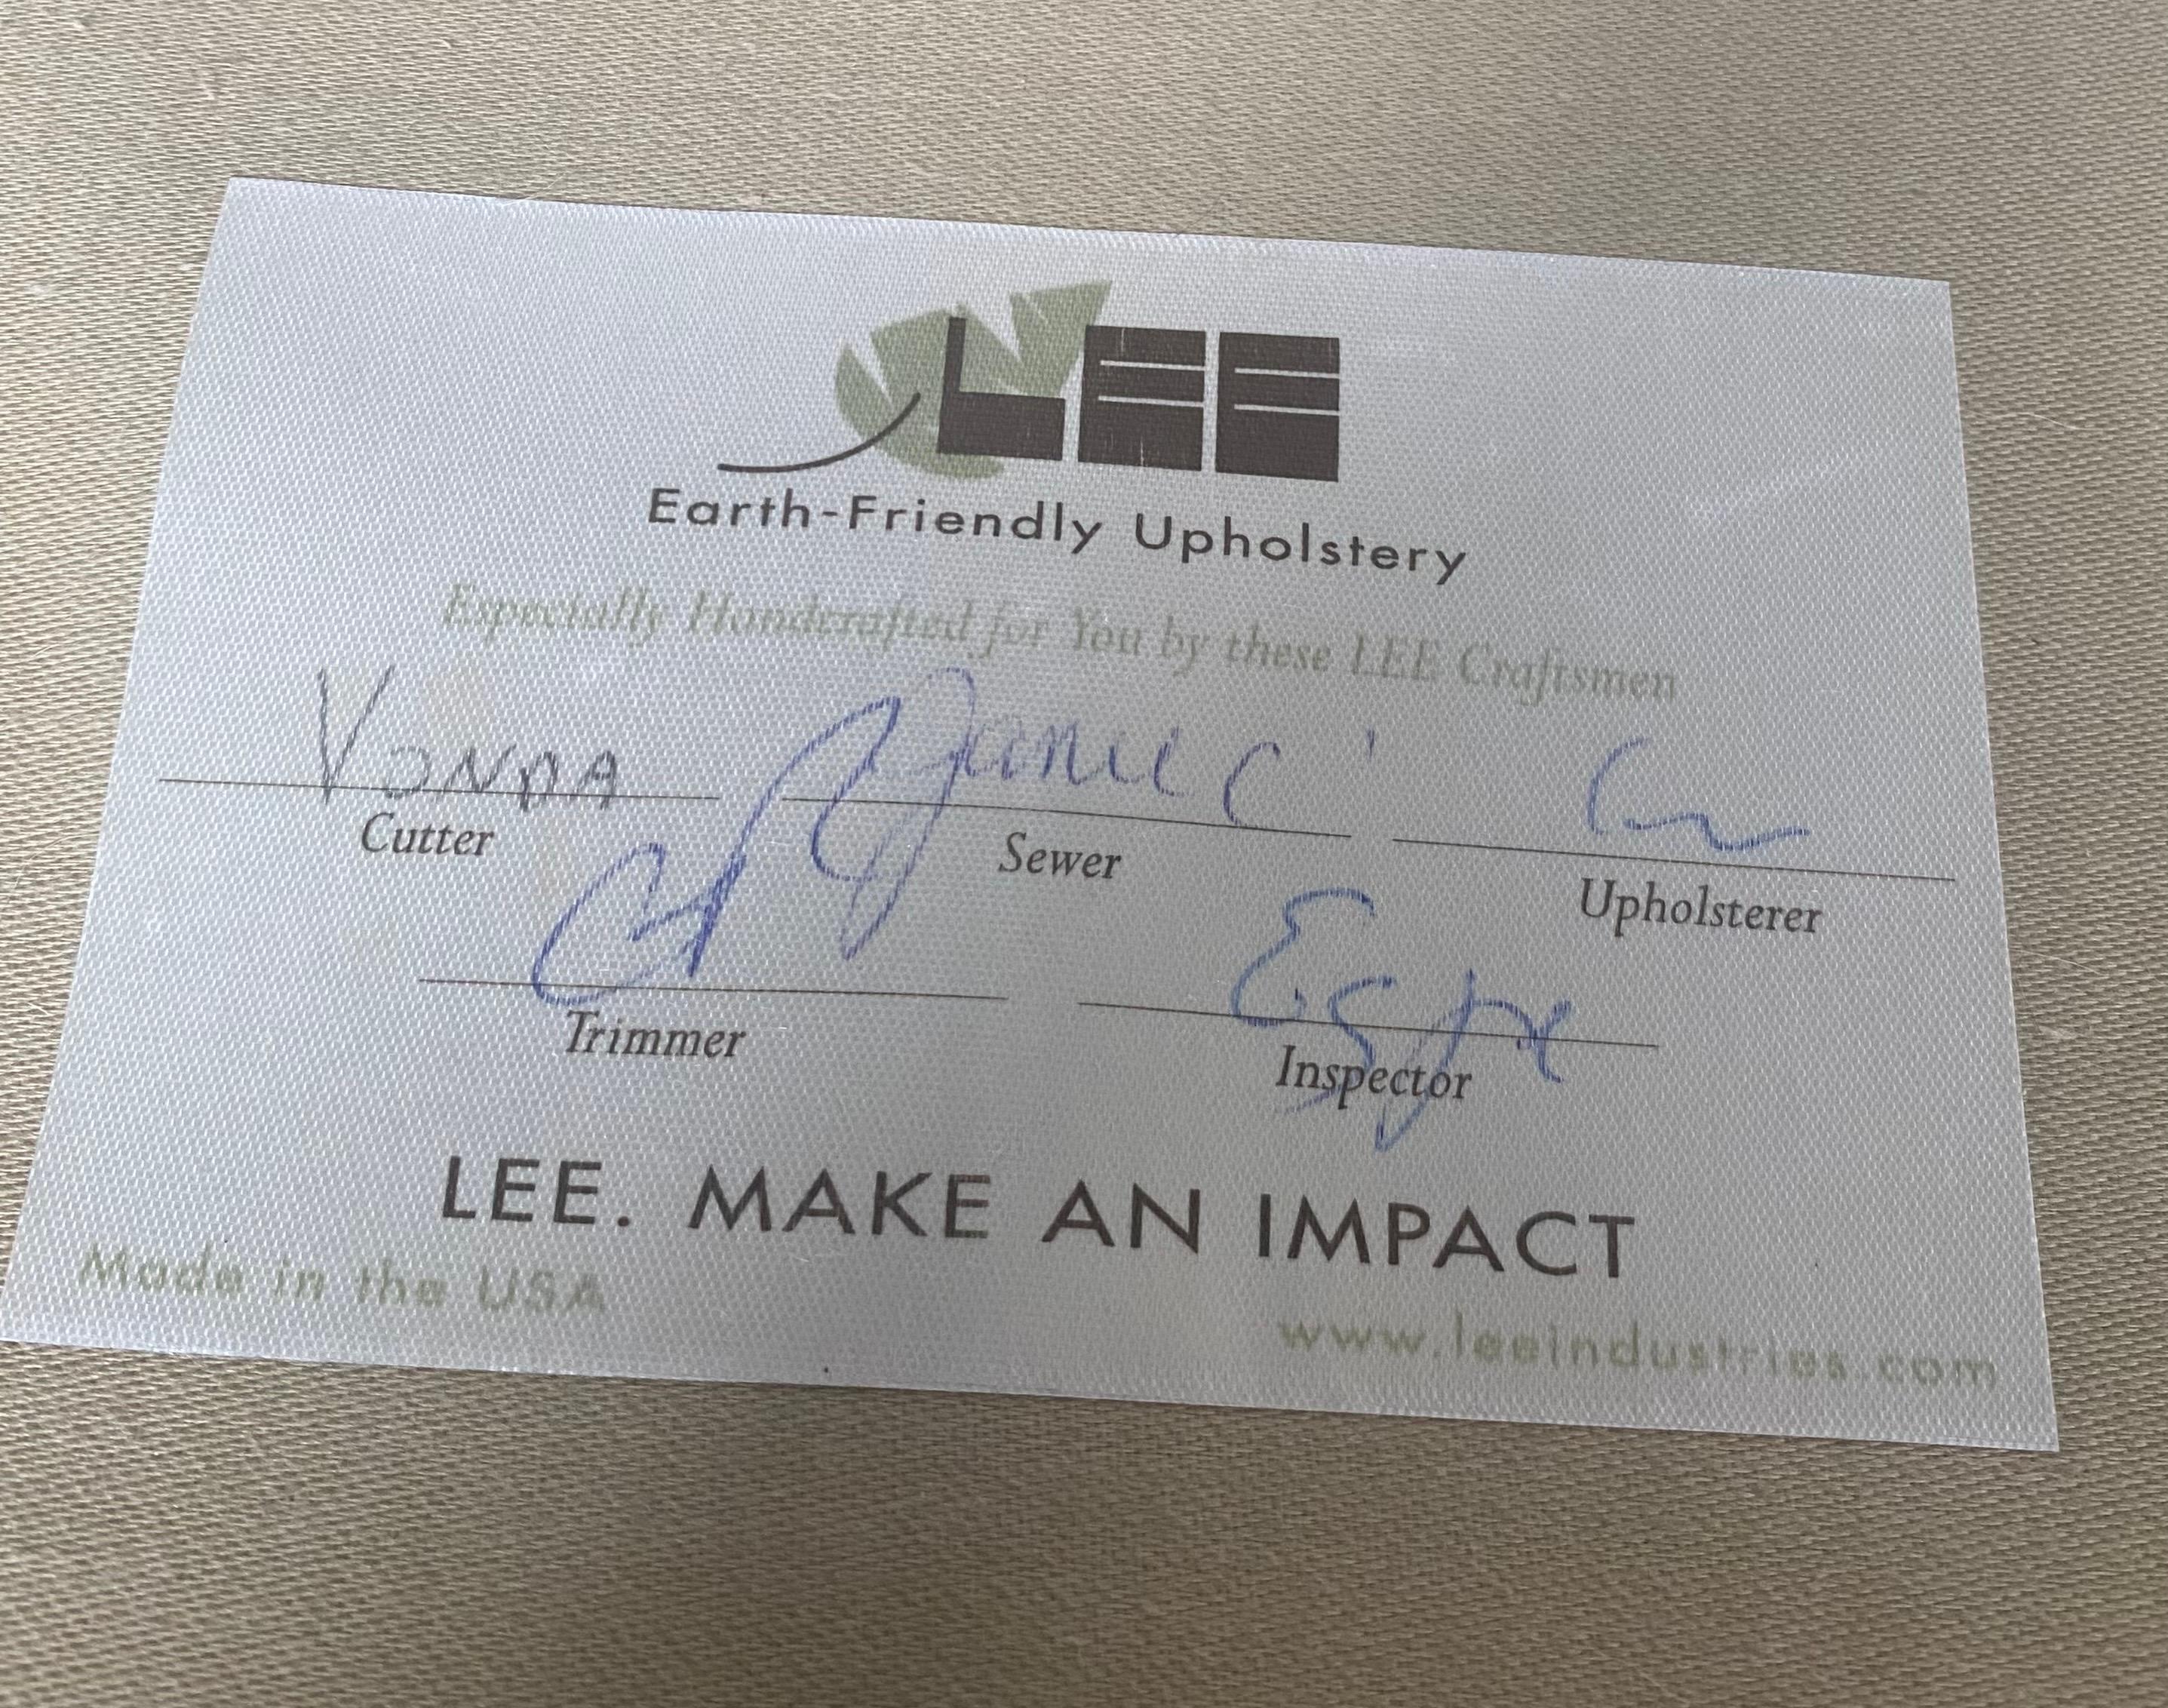 LEE
Earth-Friendly Upholstery
Especially Handcrafted for You by these LEE Craftsmen
VONDA
Cutter Sewer Upholsterer
Trimmer Inspector
LEE. MAKE AN IMPACT
Made in the USA
www.leeindustries.com